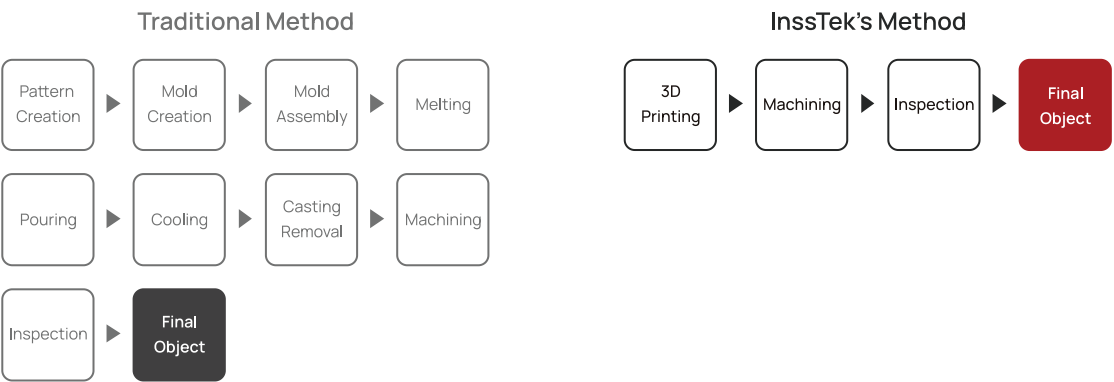 Traditional Method
Pattern
Creation
Mold
Creation
Mold
Assembly
Melting
Pouring
Cooling
Casting
Removal
Machining
Inspection
Final
Object
InssTek's Method
3D
Printing
Machining
Inspection
Final
Object